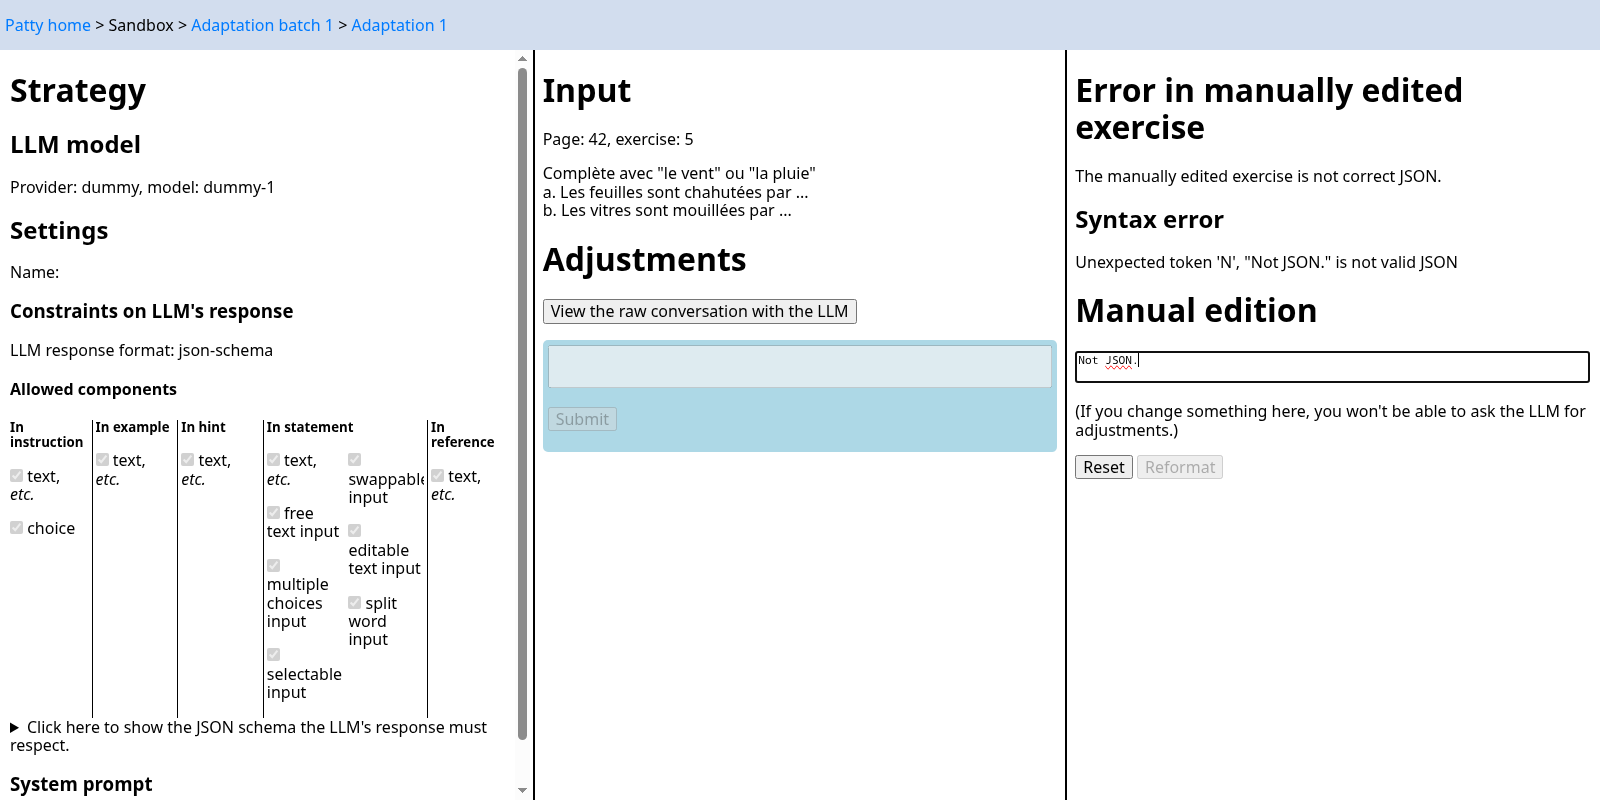 Patty home > Sandbox > Adaptation batch 1 > Adaptation 1
Strategy
LLM model
Provider: dummy, model: dummy-1
Settings
Name:
Constraints on LLM's response
LLM response format: json-schema
Allowed components
In
instruction
text,
etc.
choice
In example
text,
etc.
In hint
text,
etc.
In statement
text,
etc.
free
text input
multiple
choices
input
selectable
input
swappable
input
editable
text input
split
word
input
In
reference
text,
etc.
Click here to show the JSON schema the LLM's response must
respect.
System prompt
Input
Page: 42, exercise: 5
Complète avec "le vent" ou "la pluie"
a. Les feuilles sont chahutées par ...
b. Les vitres sont mouillées par ...
Adjustments
View the raw conversation with the LLM
Submit
Error in manually edited
exercise
The manually edited exercise is not correct JSON.
Syntax error
Unexpected token 'N', "Not JSON." is not valid JSON
Manual edition
Not JSON.
(If you change something here, you won't be able to ask the LLM for
adjustments.)
Reset Reformat